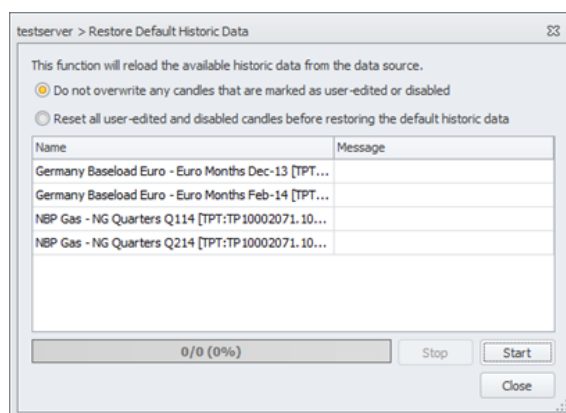 testserver > Restore Default Historic Data
This function will reload the available historic data from the data source.
Do not overwrite any candles that are marked as user-edited or disabled
Reset all user-edited and disabled candles before restoring the default historic data
Name Message
Germany Baseload Euro - Euro Months Dec-13 [TPT...
Germany Baseload Euro - Euro Months Feb-14 [TPT...
NBP Gas - NG Quarters Q114 [TPT:TP10002071.10...
NBP Gas - NG Quarters Q214 [TPT:TP10002071.10...
0/0 (0%) Stop Start
Close